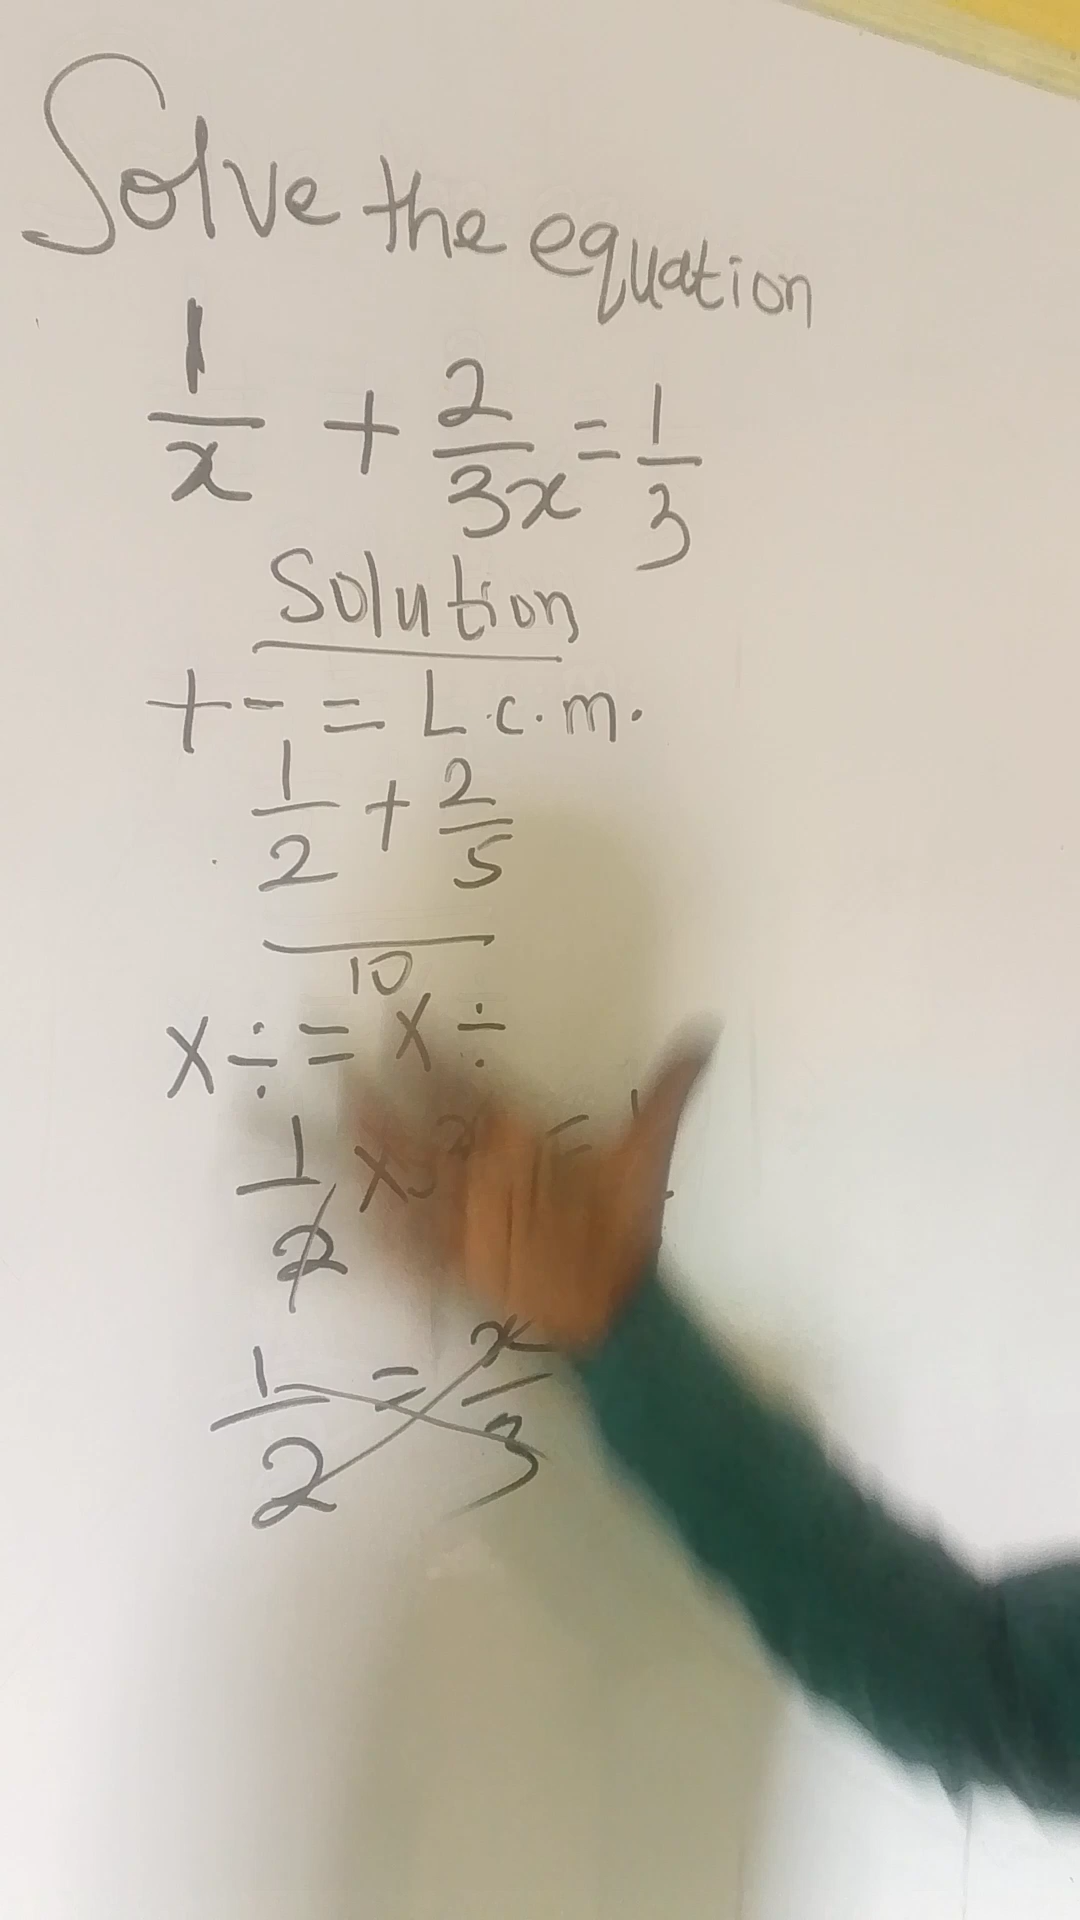 Solve the equation
1/x + 2/3x = 1/3
Solution
+ - = L.c.m.
1/2 + 2/5
/10
x ÷ = x ÷
1/2 x =
1/2 = x/3